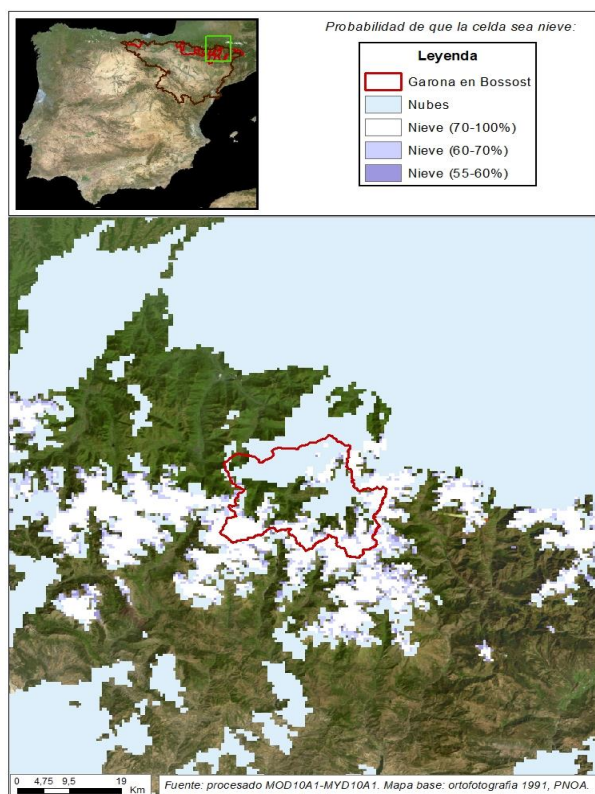 Probabilidad de que la celda sea nieve:
Leyenda
Garona en Bossost
Nubes
Nieve (70-100%)
Nieve (60-70%)
Nieve (55-60%)
0 4,75 9,5 19
Km
Fuente: procesado MOD10A1-MYD10A1. Mapa base: ortofotografia 1991, PNOA.